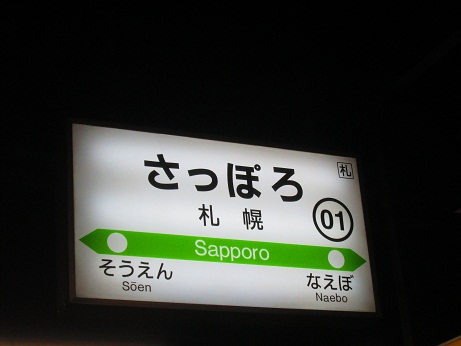 札
さっぽろ
札幌
01
Sapporo
そうえん
Sōen
なえぼ
Naebo